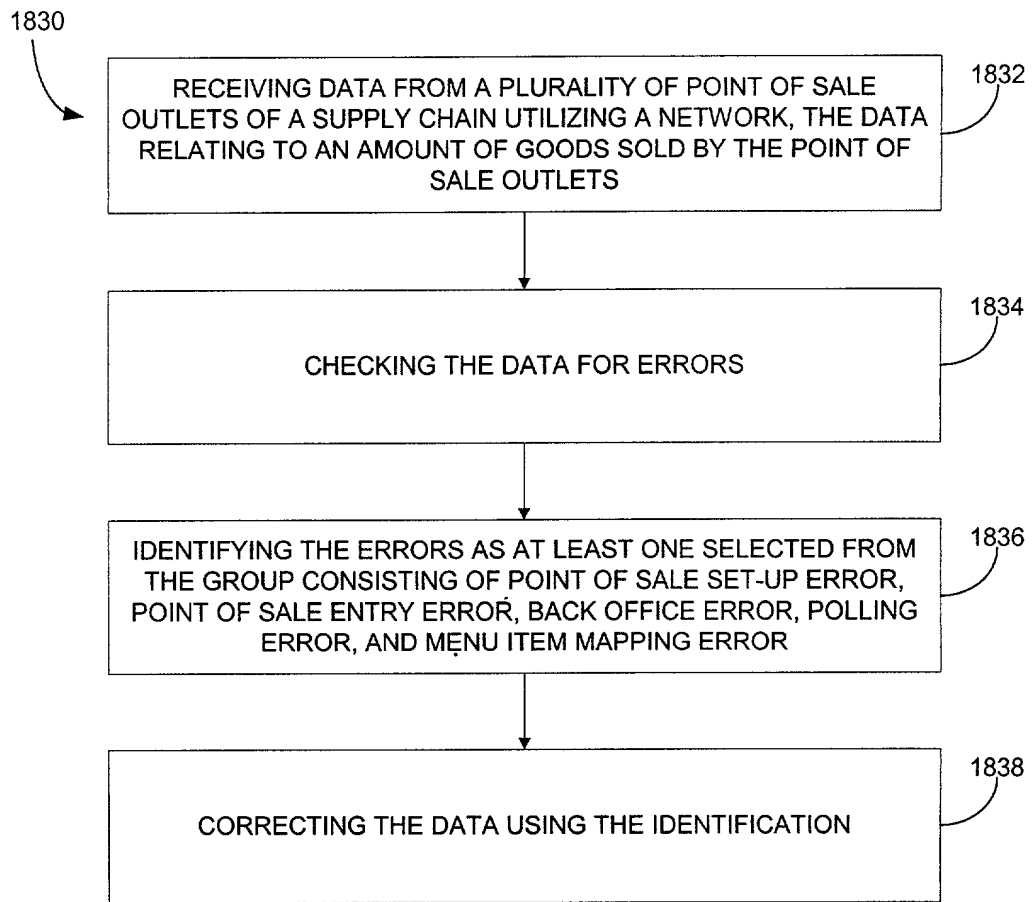 1830
1832
RECEIVING DATA FROM A PLURALITY OF POINT OF SALE
OUTLETS OF A SUPPLY CHAIN UTILIZING A NETWORK, THE DATA
RELATING TO AN AMOUNT OF GOODS SOLD BY THE POINT OF
SALE OUTLETS
1834
CHECKING THE DATA FOR ERRORS
1836
IDENTIFYING THE ERRORS AS AT LEAST ONE SELECTED FROM
THE GROUP CONSISTING OF POINT OF SALE SET-UP ERROR,
POINT OF SALE ENTRY ERROR, BACK OFFICE ERROR, POLLING
ERROR, AND MENU ITEM MAPPING ERROR
1838
CORRECTING THE DATA USING THE IDENTIFICATION